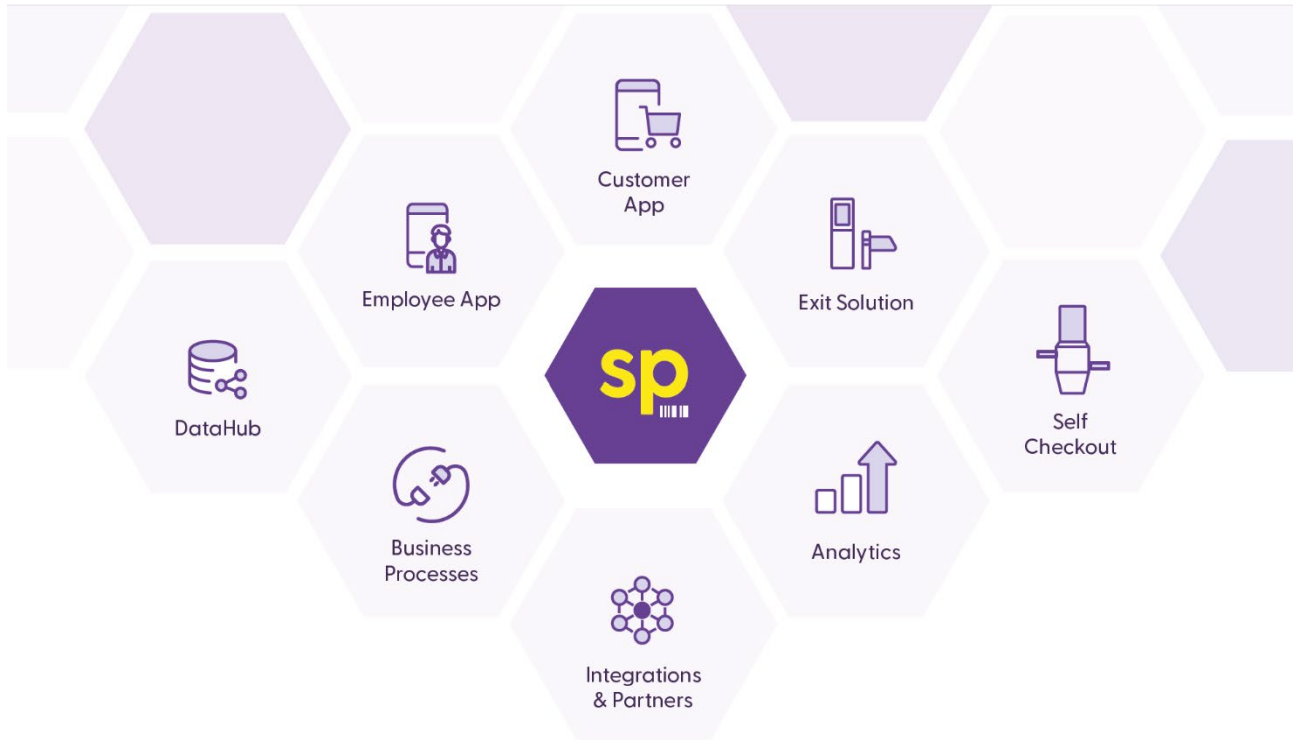 Customer
App
Employee App
Exit Solution
sp
DataHub
Self
Checkout
Business
Processes
Analytics
Integrations
& Partners